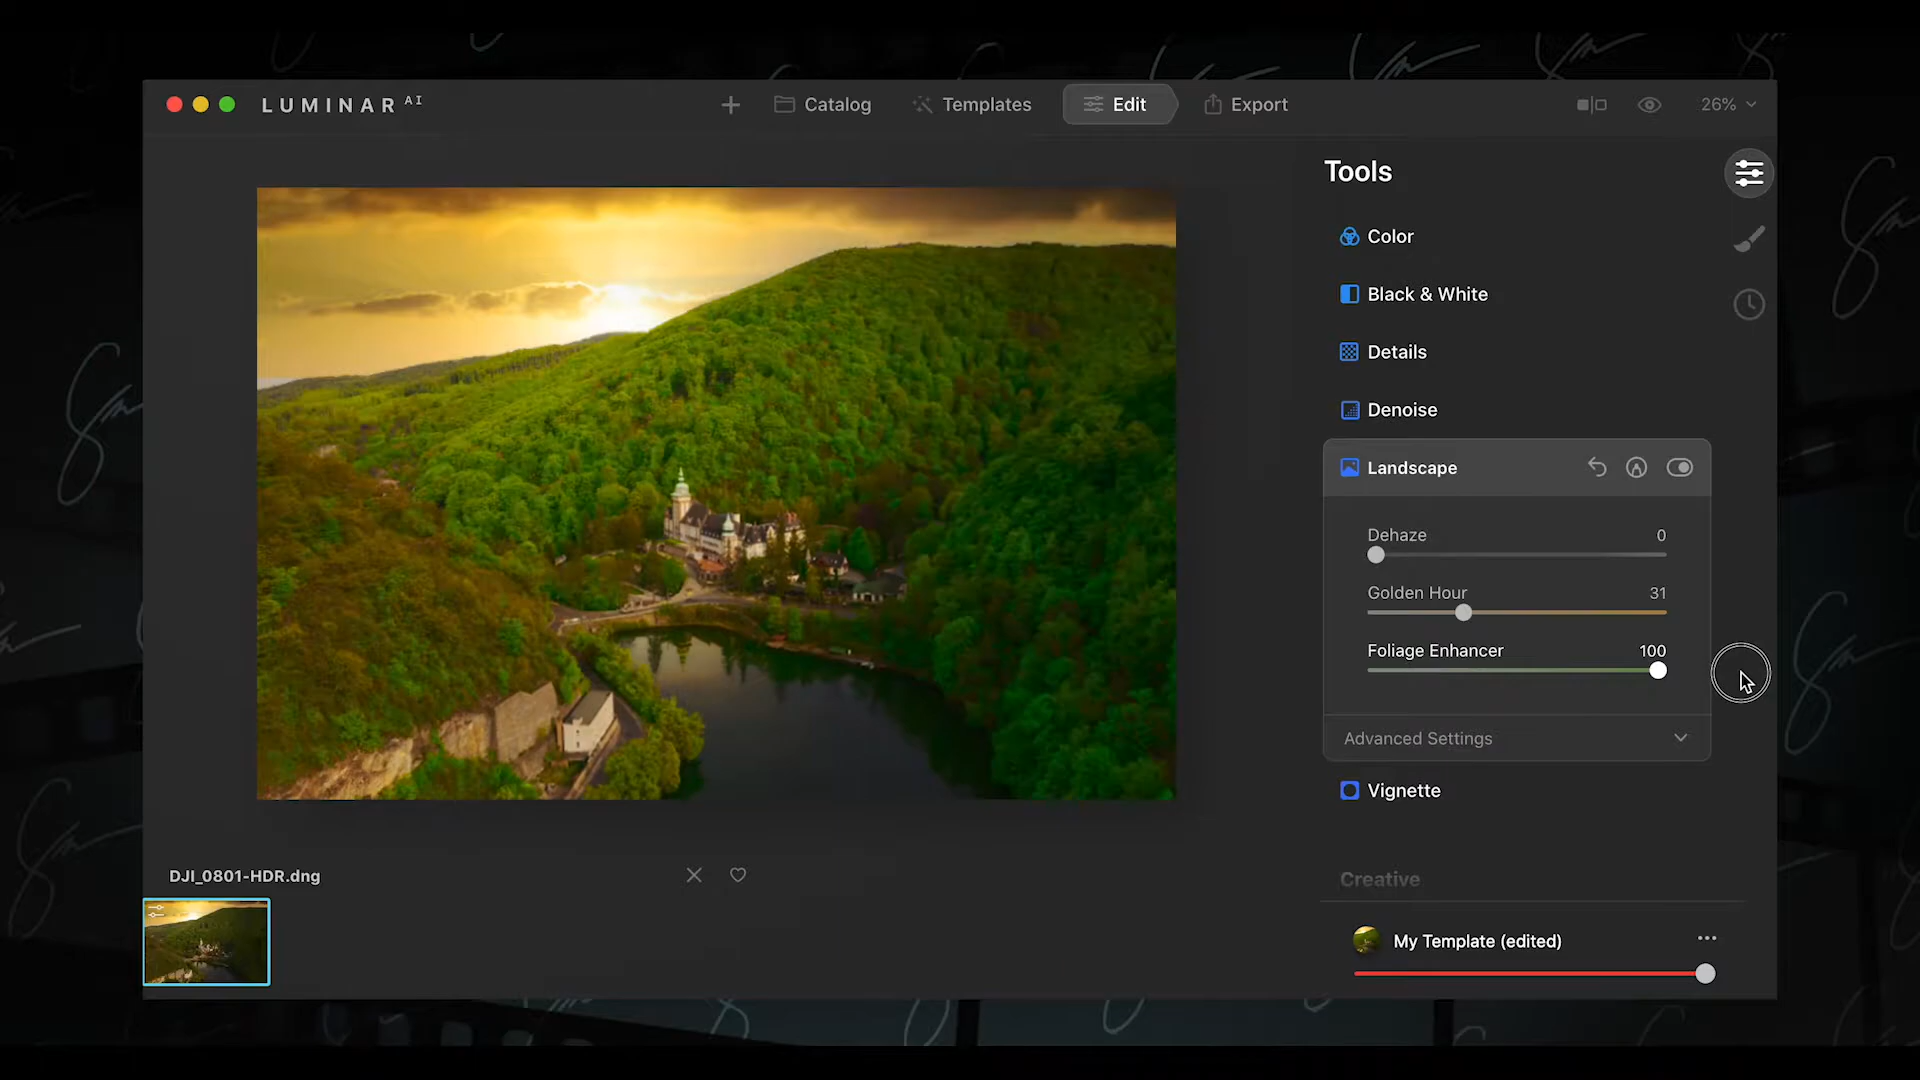 LUMINAR AI
Catalog
Templates
Edit
Export
26%
Tools
Color
Black & White
Details
Denoise
Landscape
Dehaze 0
Golden Hour 31
Foliage Enhancer 100
Advanced Settings
Vignette
Creative
DJI_0801-HDR.dng
My Template (edited)